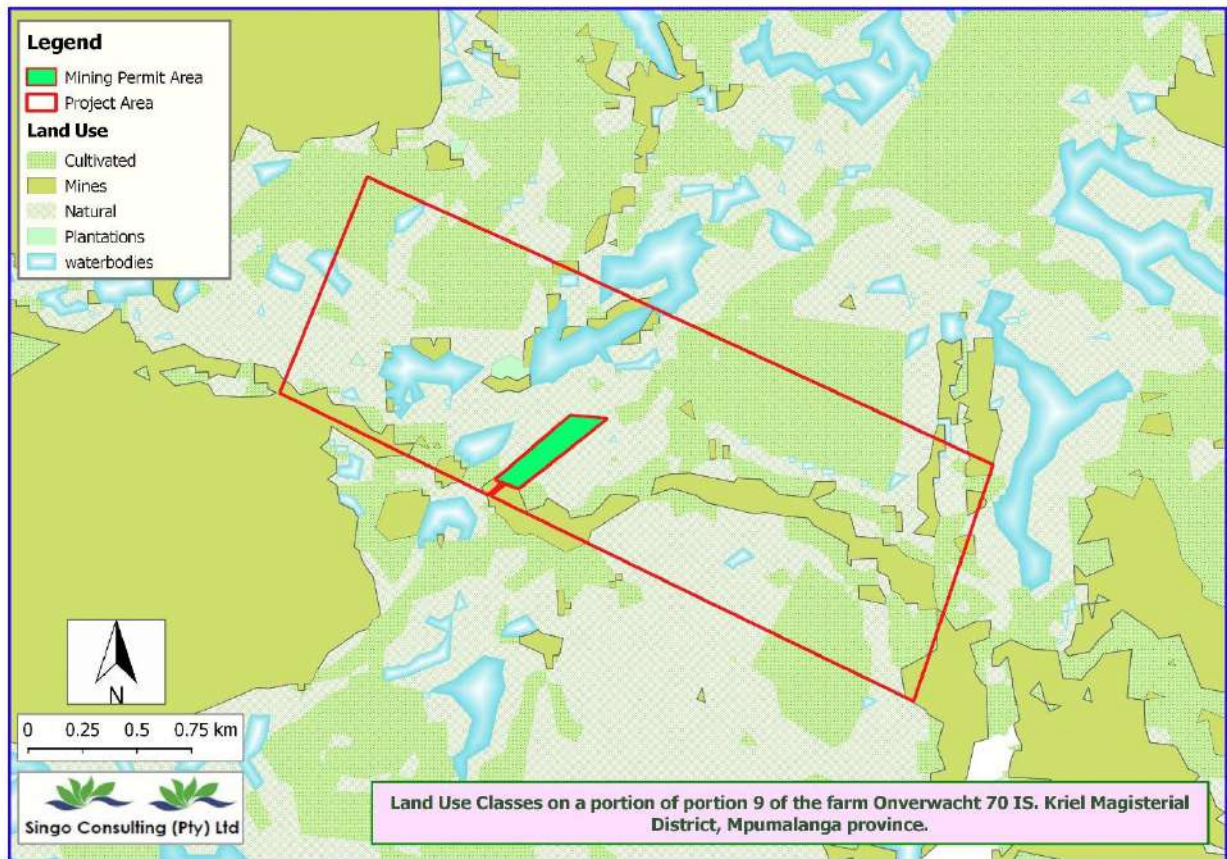 Legend
Mining Permit Area
Project Area
Land Use
Cultivated
Mines
Natural
Plantations
waterbodies
N
0 0.25 0.5 0.75 km
Singo Consulting (Pty) Ltd
Land Use Classes on a portion of portion 9 of the farm Onverwacht 70 IS. Kriel Magisterial
District, Mpumalanga province.